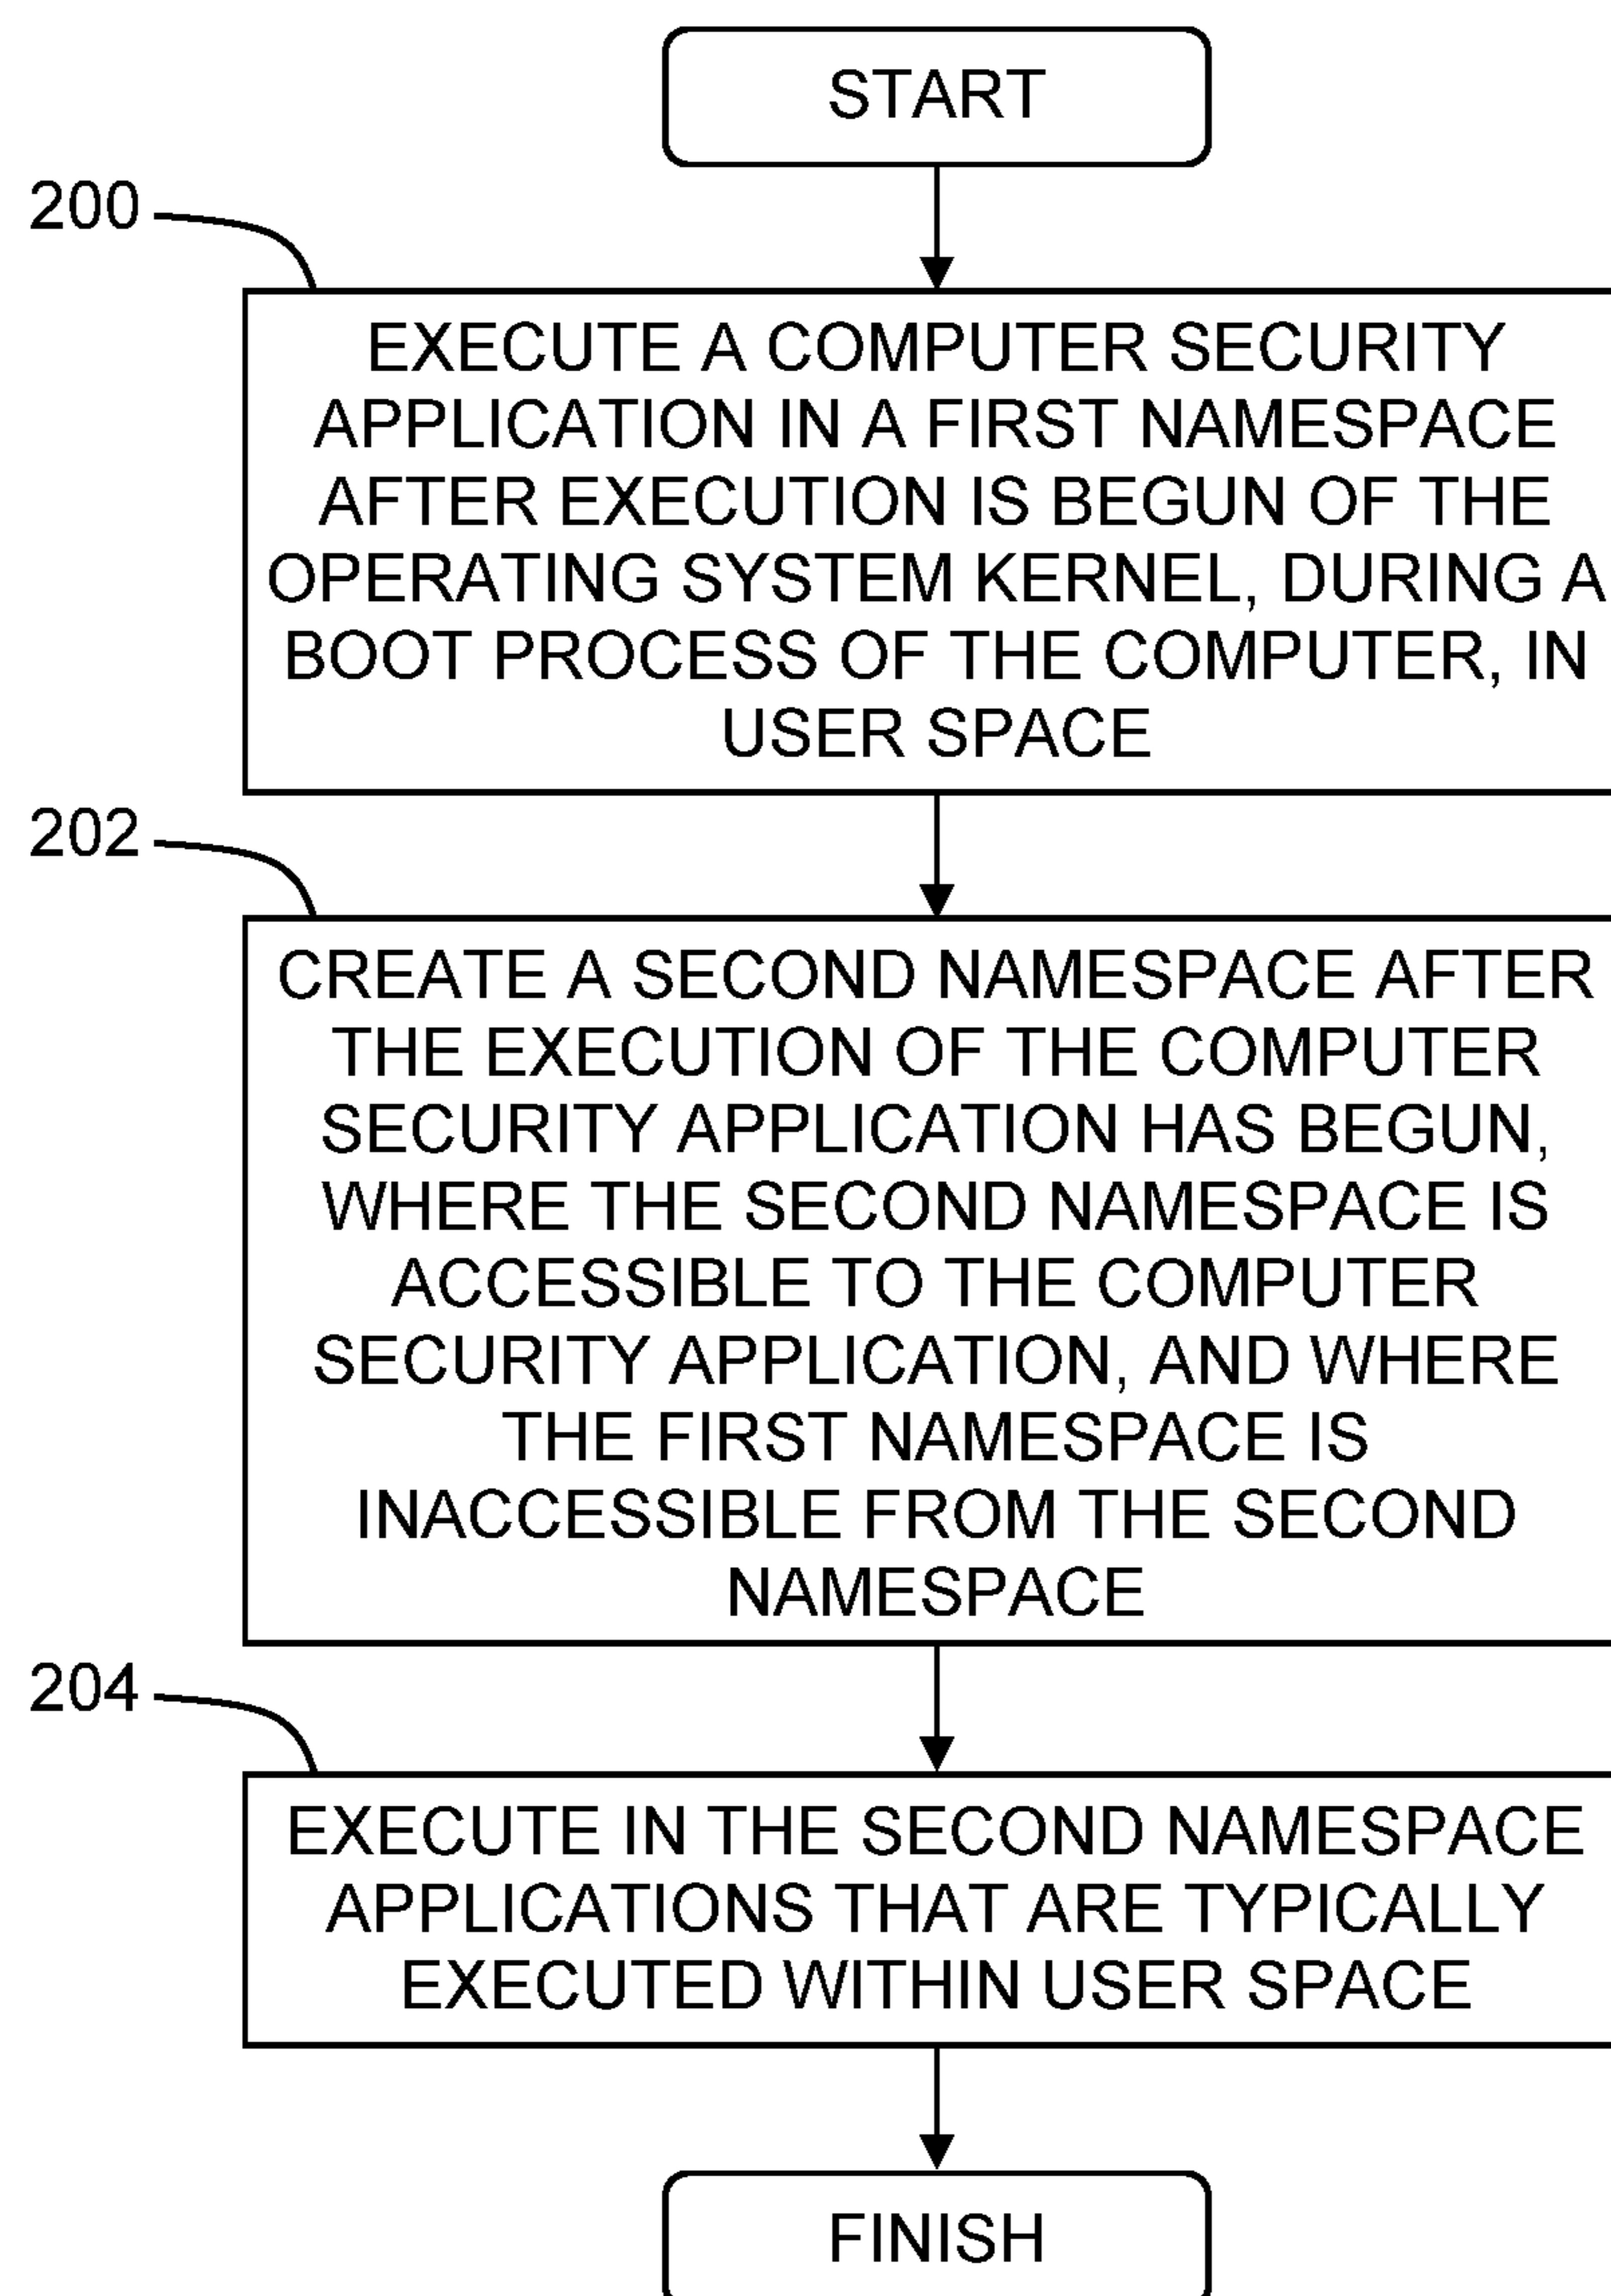 START
200
EXECUTE A COMPUTER SECURITY
APPLICATION IN A FIRST NAMESPACE
AFTER EXECUTION IS BEGUN OF THE
OPERATING SYSTEM KERNEL, DURING A
BOOT PROCESS OF THE COMPUTER, IN
USER SPACE
202
CREATE A SECOND NAMESPACE AFTER
THE EXECUTION OF THE COMPUTER
SECURITY APPLICATION HAS BEGUN,
WHERE THE SECOND NAMESPACE IS
ACCESSIBLE TO THE COMPUTER
SECURITY APPLICATION, AND WHERE
THE FIRST NAMESPACE IS
INACCESSIBLE FROM THE SECOND
NAMESPACE
204
EXECUTE IN THE SECOND NAMESPACE
APPLICATIONS THAT ARE TYPICALLY
EXECUTED WITHIN USER SPACE
FINISH